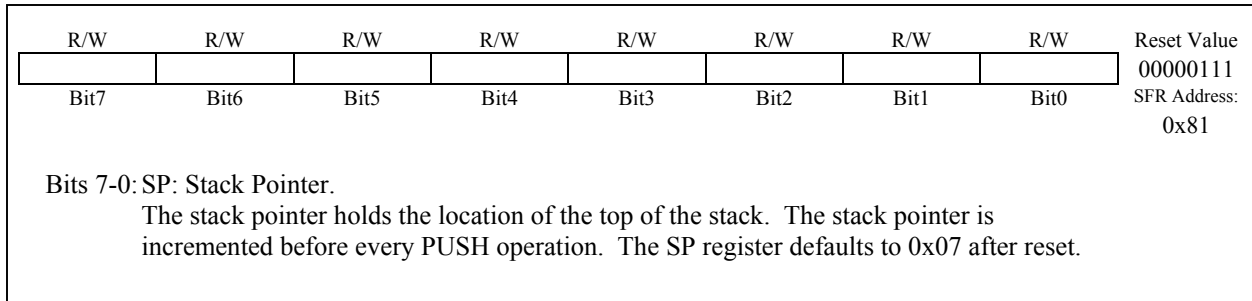 R/W R/W R/W R/W R/W R/W R/W R/W Reset Value
00000111
Bit7 Bit6 Bit5 Bit4 Bit3 Bit2 Bit1 Bit0 SFR Address:
0x81
Bits 7-0: SP: Stack Pointer.
The stack pointer holds the location of the top of the stack. The stack pointer is
incremented before every PUSH operation. The SP register defaults to 0x07 after reset.